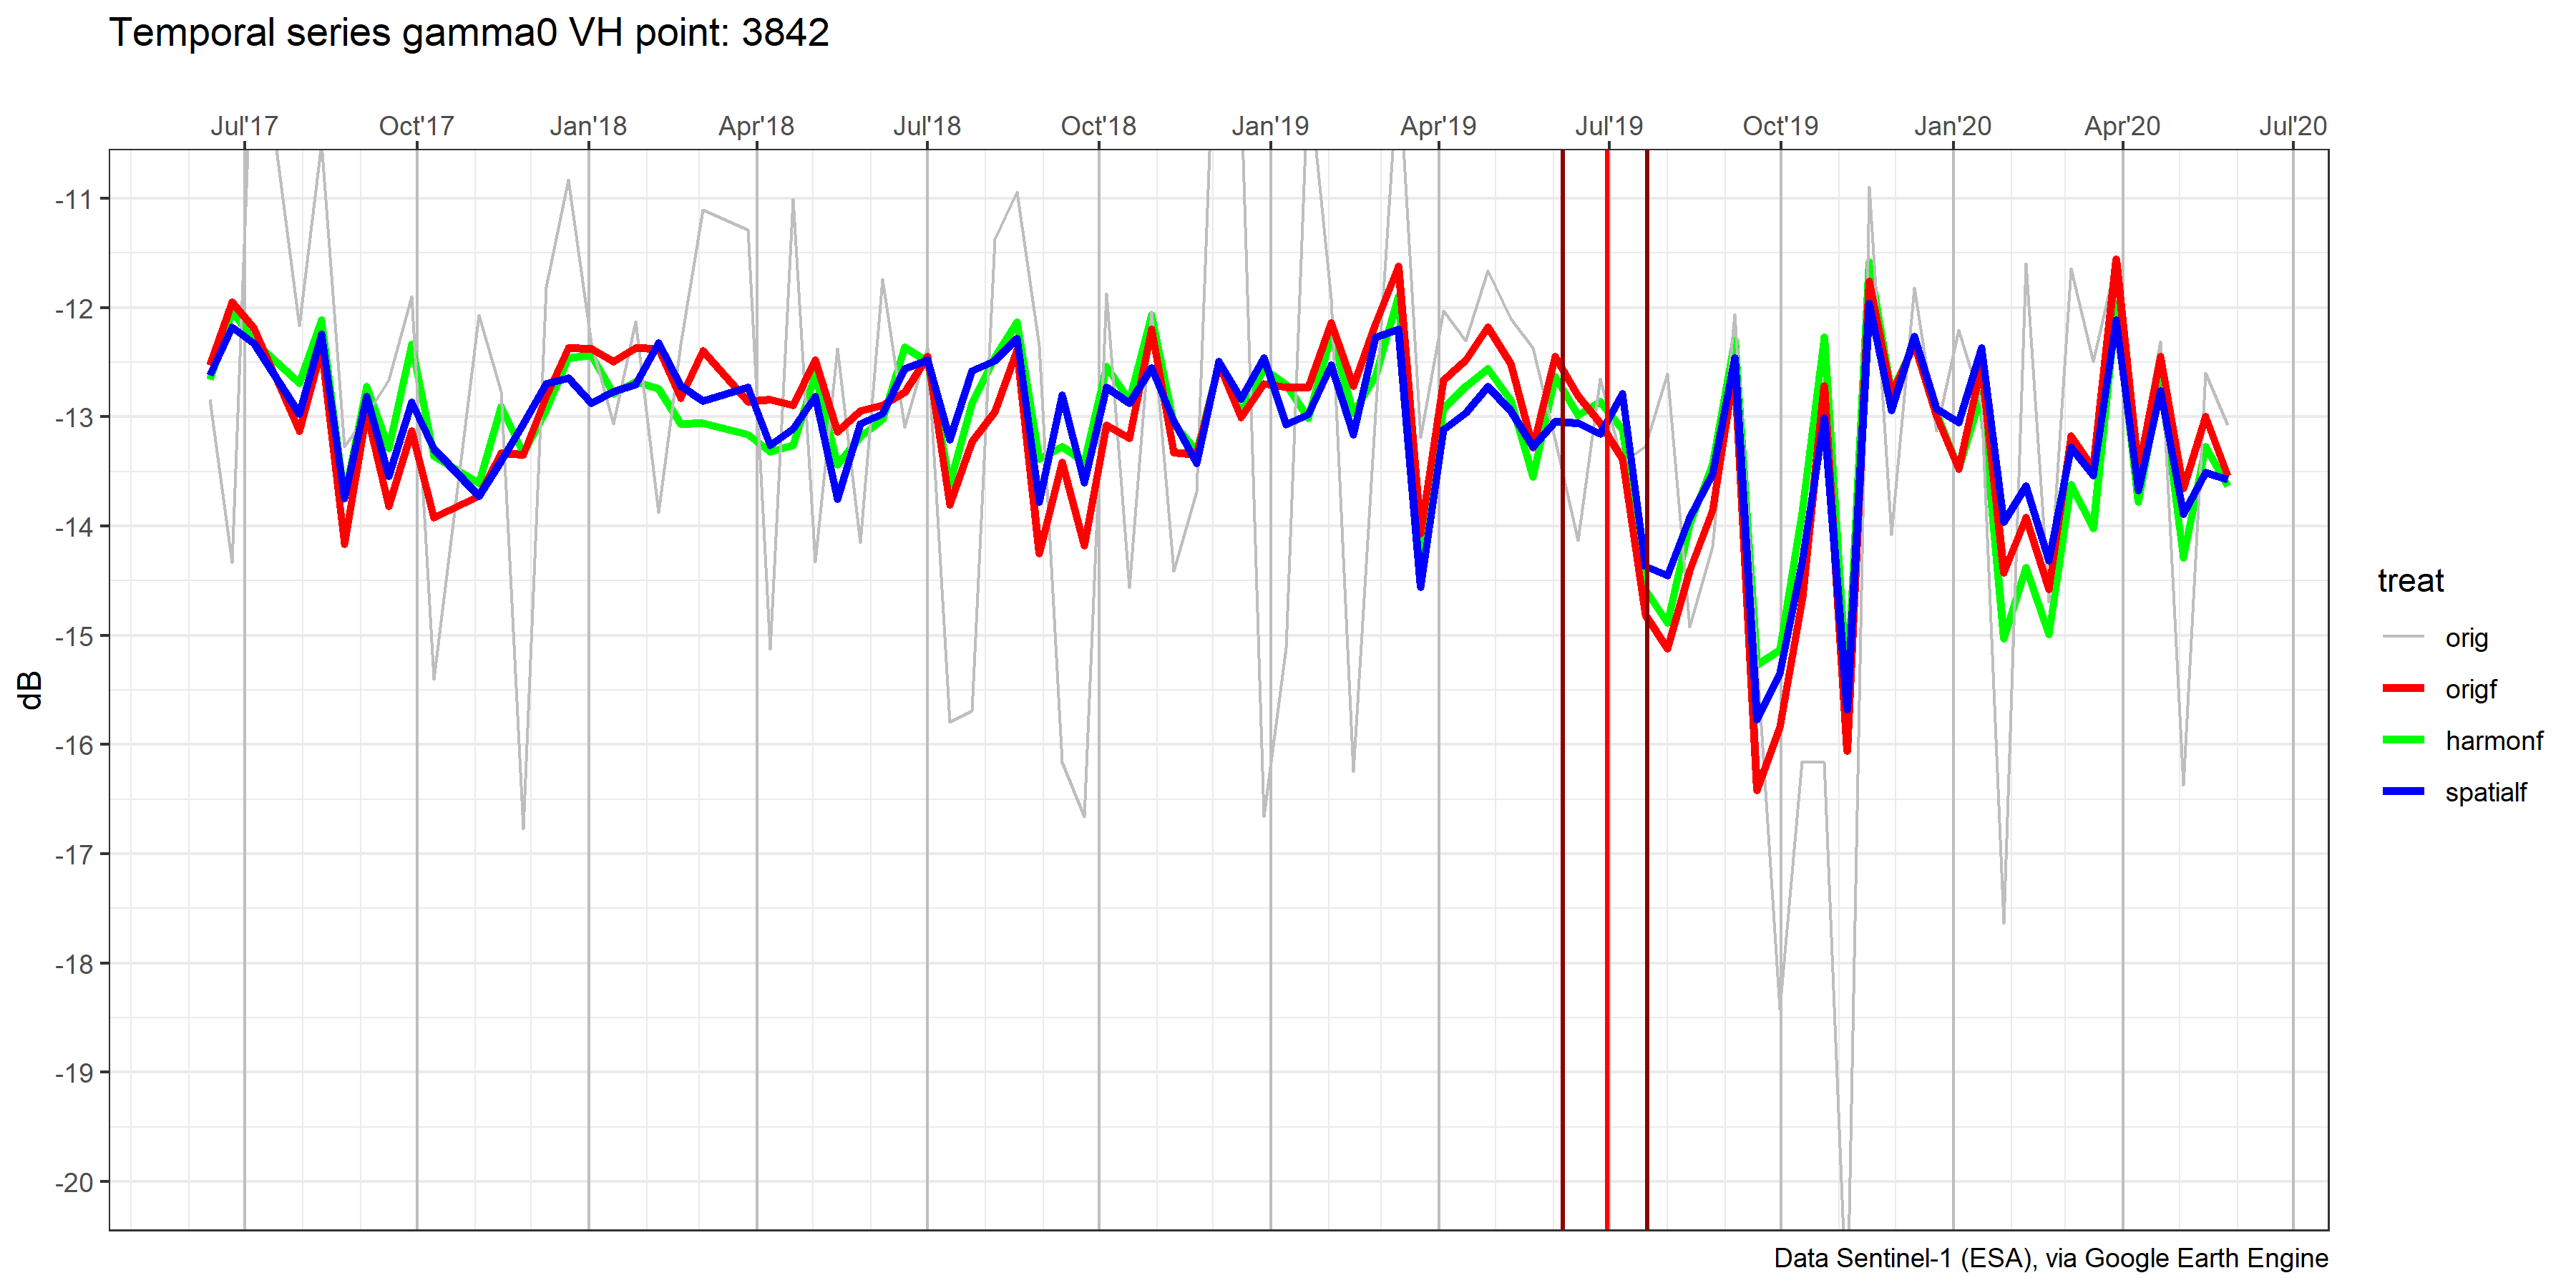 Temporal series gamma0 VH point: 3842
Jul'17 Oct'17 Jan'18 Apr'18 Jul'18 Oct'18 Jan'19 Apr'19 Jul'19 Oct'19 Jan'20 Apr'20 Jul'20
-11
-12
-13
-14
-15
-16
-17
-18
-19
-20
dB
treat
orig
origf
harmonf
spatialf
Data Sentinel-1 (ESA), via Google Earth Engine